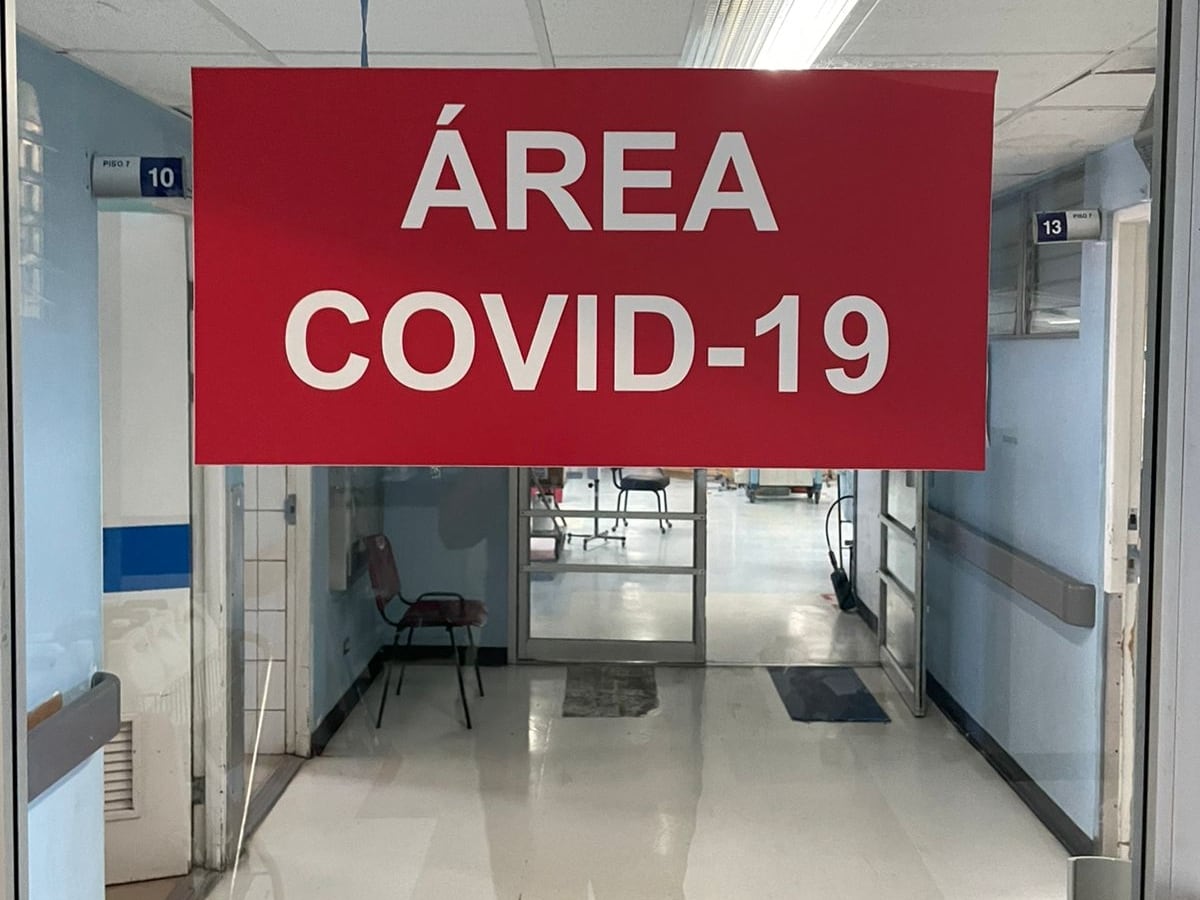 ÁREA
COVID-19
PISO 7
10
13
PISO 7